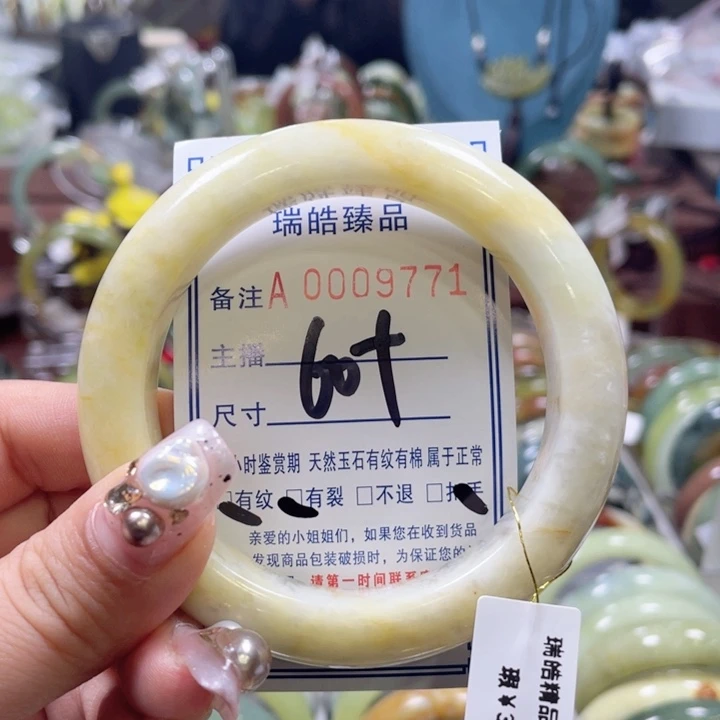 瑞皓臻品
备注 A 0009771
主播
尺寸 60+
小时鉴赏期 天然玉石有纹有棉 属于正常
□有纹 □有裂 □不退
亲爱的小姐姐们，如果您在收到货品
发现商品包装破损时，为保证您的
请第一时间联系
瑞皓精品